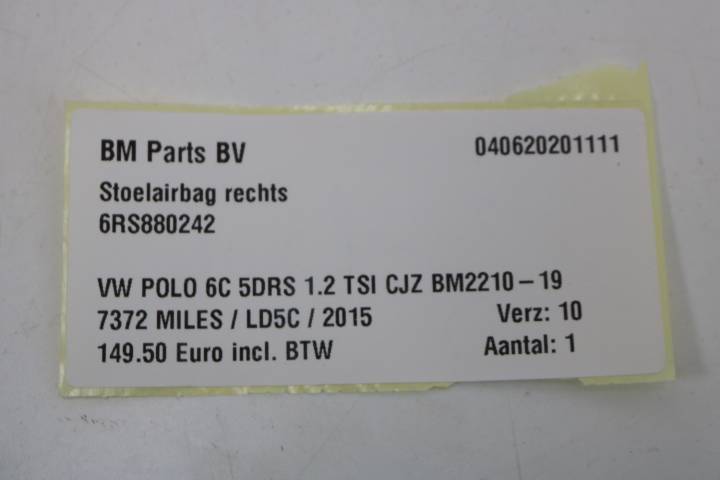 BM Parts BV 040620201111
Stoelairbag rechts
6RS880242
VW POLO 6C 5DRS 1.2 TSI CJZ BM2210-19
7372 MILES / LD5C / 2015 Verz: 10
149.50 Euro incl. BTW Aantal: 1